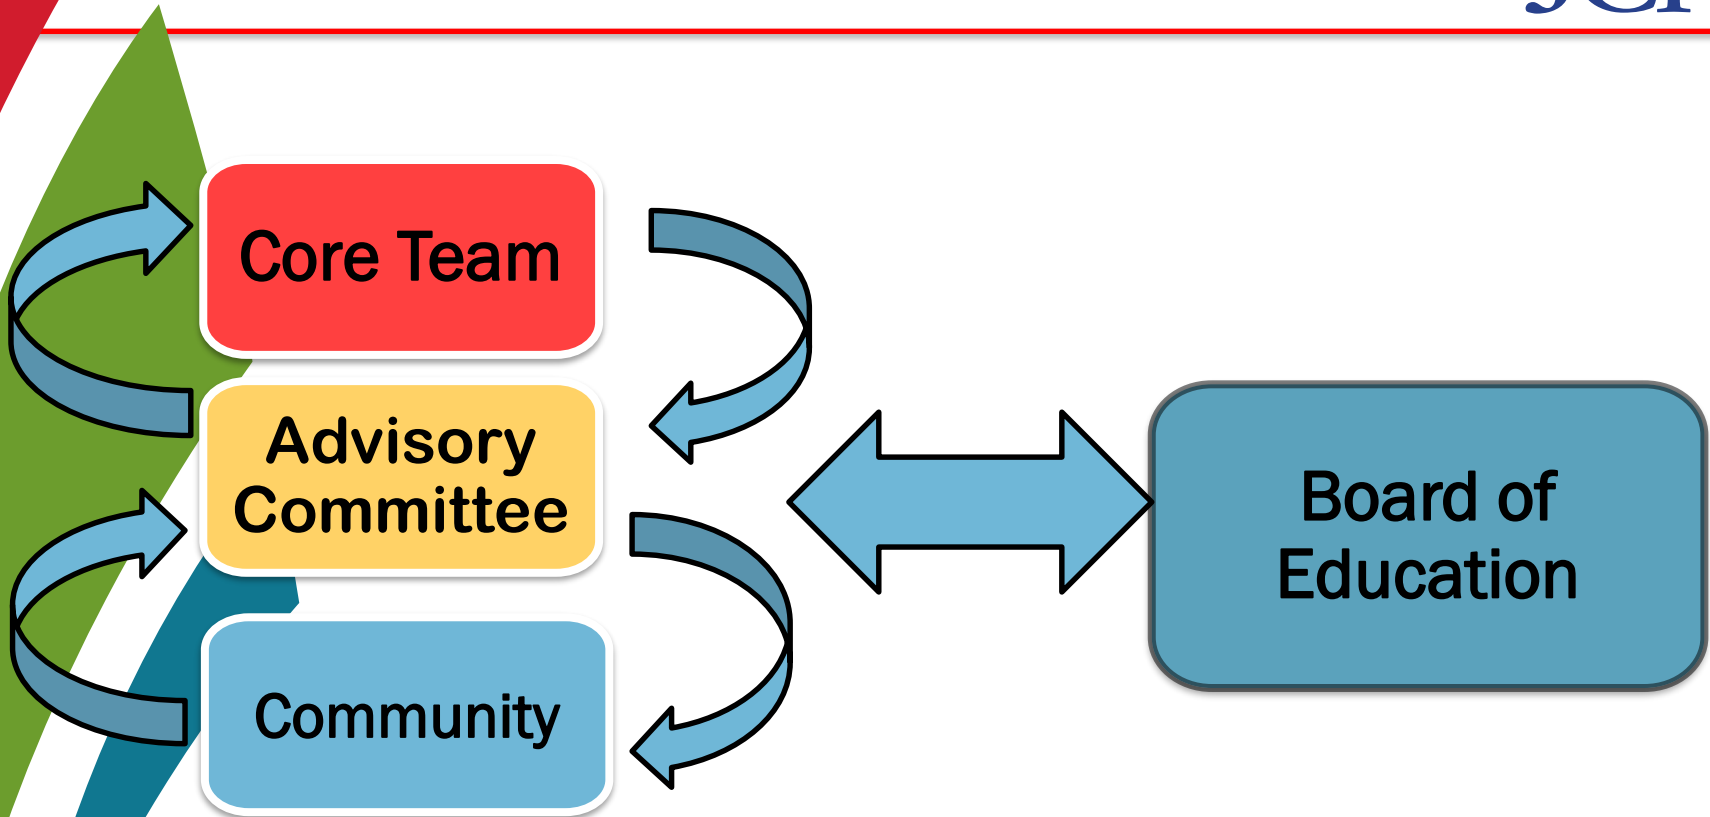 Core Team
Advisory
Committee
Community
Board of
Education